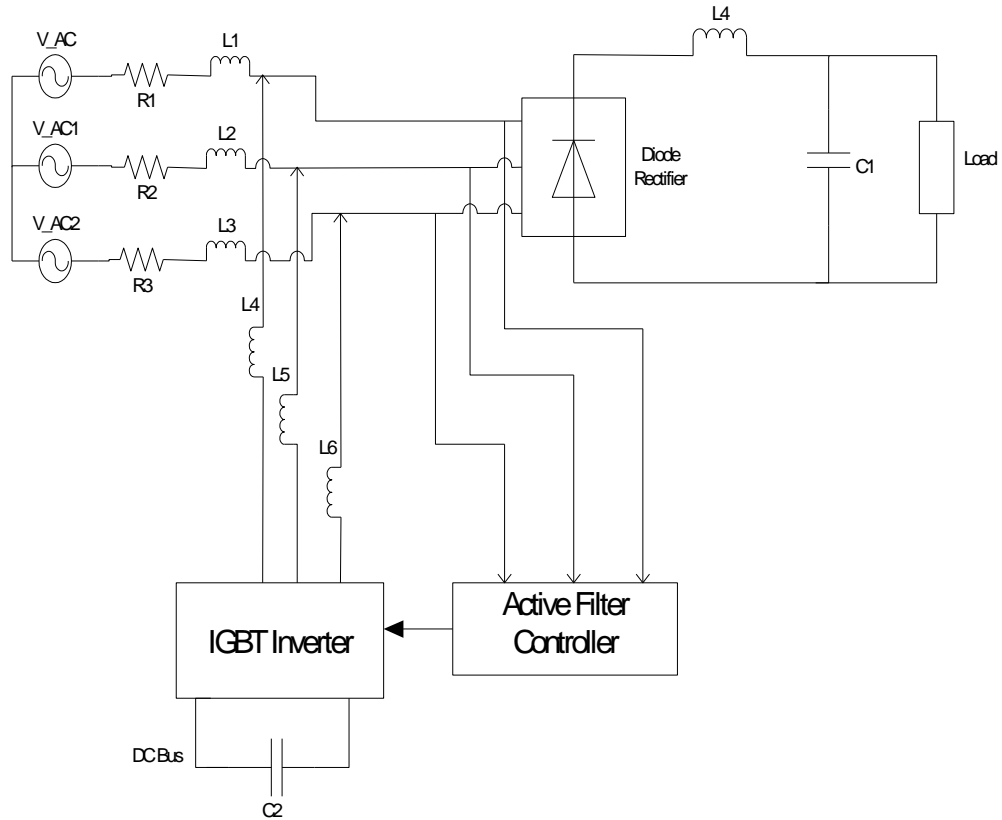 V_AC
R1
L1
V_AC1
R2
L2
V_AC2
R3
L3
L4
Diode
Rectifier
C1
Load
L4
L5
L6
IGBT Inverter
Active Filter
Controller
DC Bus
C2